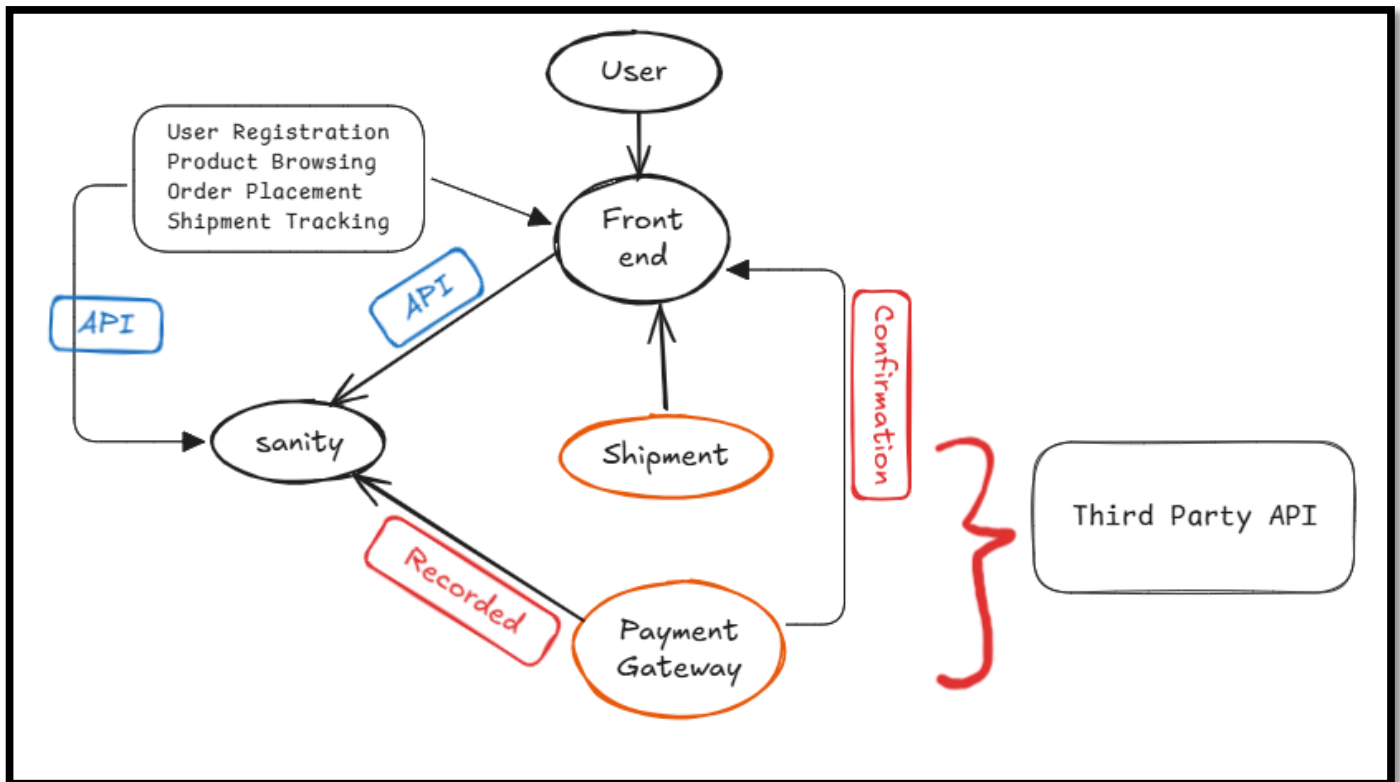 User
User Registration
Product Browsing
Order Placement
Shipment Tracking
Front
end
API
API
Confirmation
sanity
Shipment
Third Party API
Recorded
Payment
Gateway